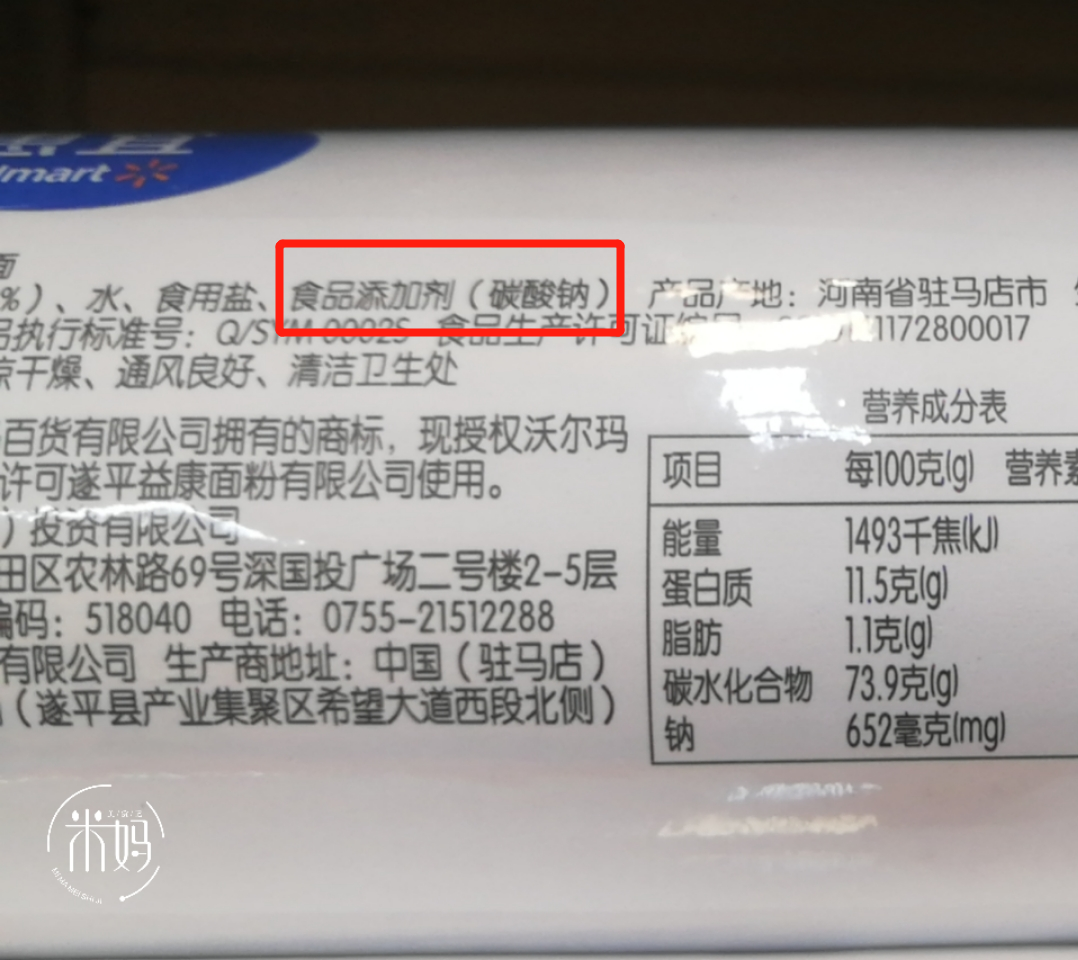 惠宜
lmart
面
%）、水、食用盐、食品添加剂（碳酸钠） 产品产地：河南省驻马店市
品执行标准号：Q/STM 0002S 食品生产许可证编号 1172800017
凉干燥、通风良好、清洁卫生处
营养成分表
百货有限公司拥有的商标，现授权沃尔玛
许可遂平益康面粉有限公司使用。
）投资有限公司
田区农林路69号深国投广场二号楼2-5层
编码：518040 电话：0755-21512288
有限公司 生产商地址：中国（驻马店）
（遂平县产业集聚区希望大道西段北侧）
项目 每100克(g) 营养素
能量 1493千焦(kJ)
蛋白质 11.5克(g)
脂肪 1.1克(g)
碳水化合物 73.9克(g)
钠 652毫克(mg)
米妈